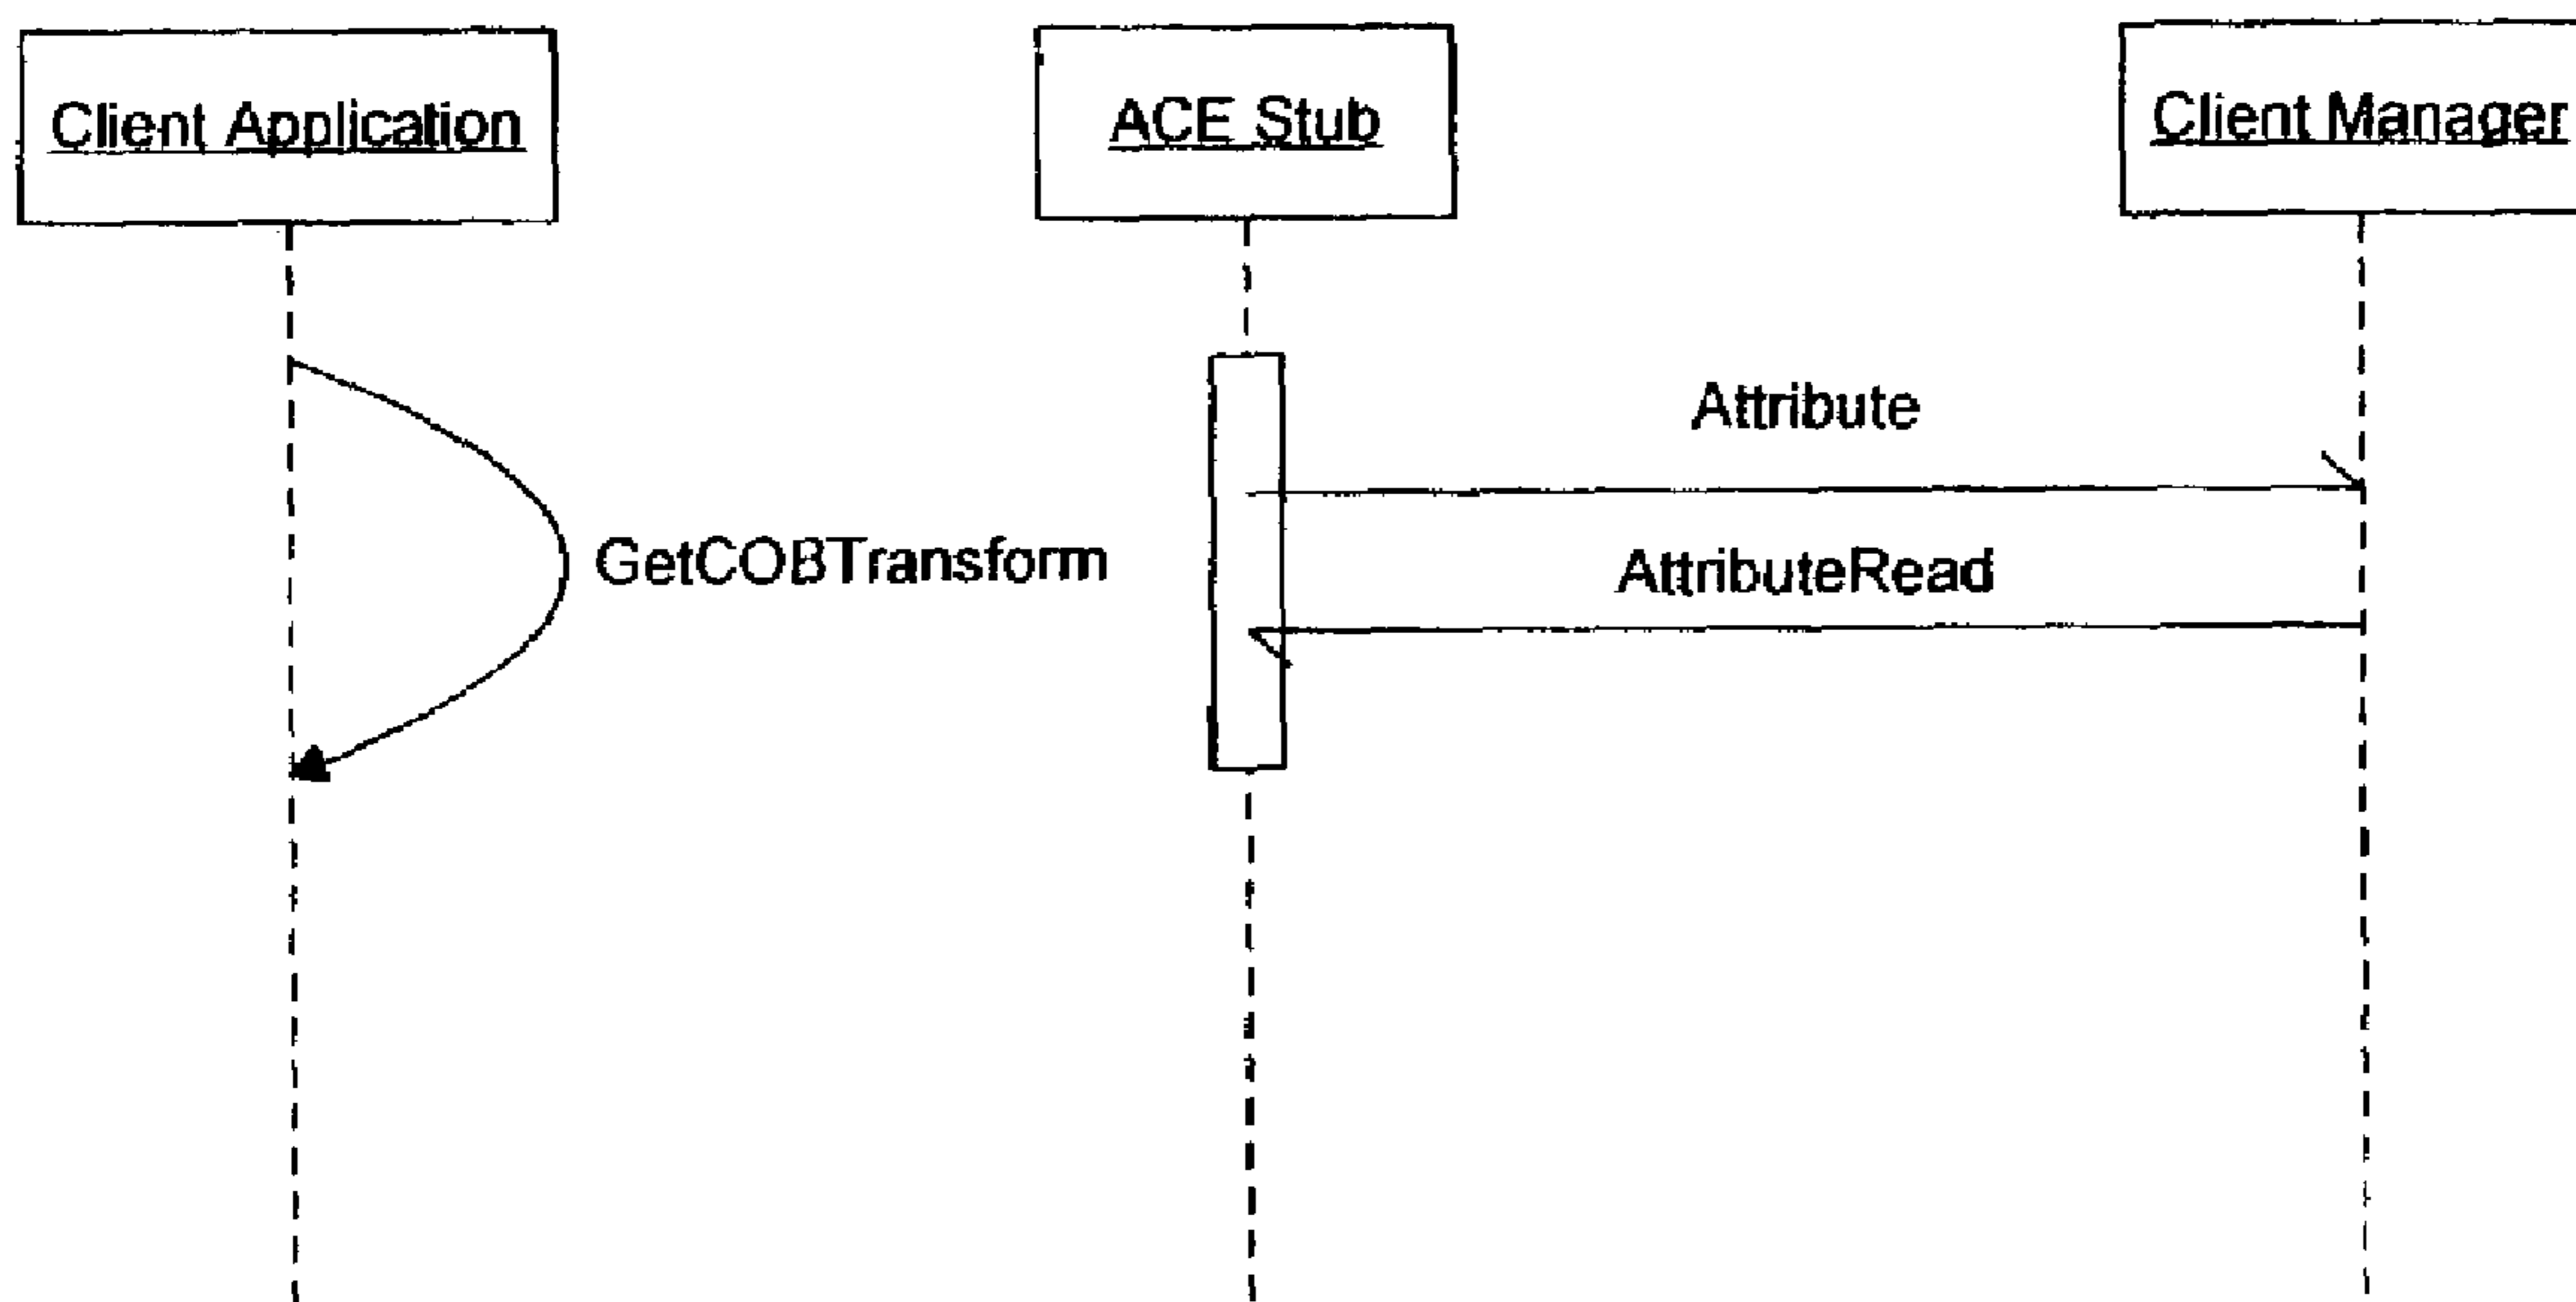 Client Application
ACE Stub
Client Manager
Attribute
GetCOBTransform
AttributeRead